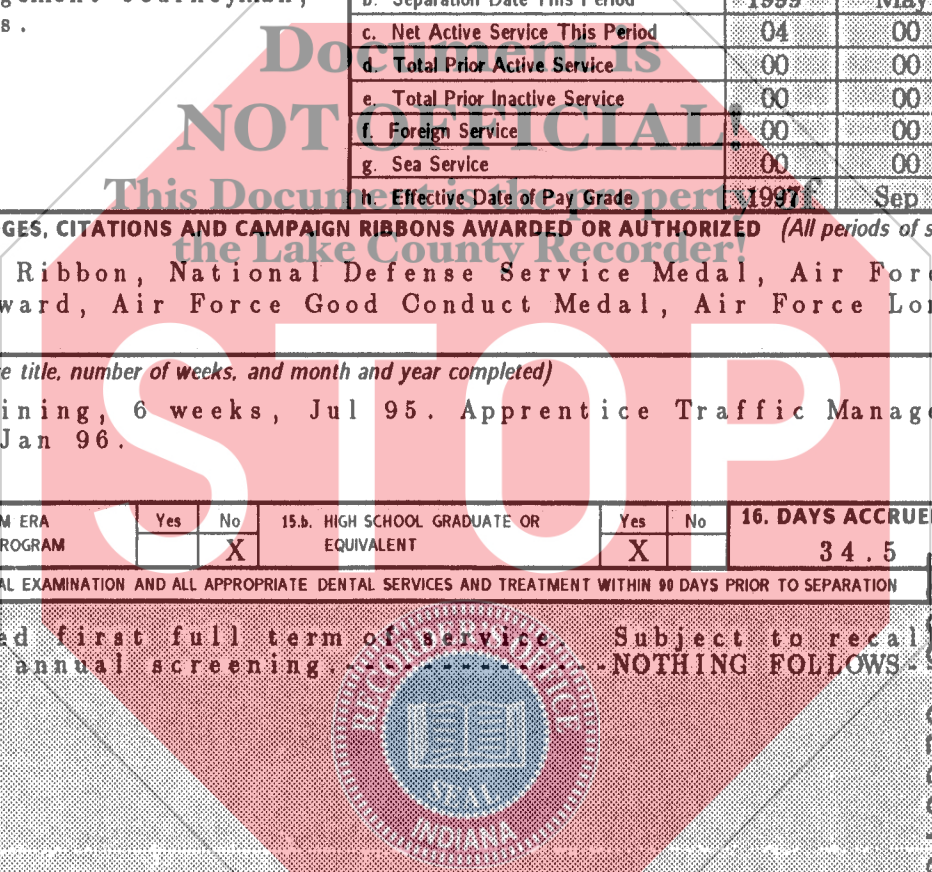 gement Journeyman,
s.
b. Separation Date This Period 1999 May
c. Net Active Service This Period 04 00
d. Total Prior Active Service 00 00
e. Total Prior Inactive Service 00 00
f. Foreign Service 00 00
g. Sea Service 00 00
h. Effective Date of Pay Grade 1997 Sep
Document is
NOT OFFICIAL!
This Document is the property of
the Lake County Recorder!
GES, CITATIONS AND CAMPAIGN RIBBONS AWARDED OR AUTHORIZED (All periods of s
Ribbon, National Defense Service Medal, Air Forc
ward, Air Force Good Conduct Medal, Air Force Lon
e title, number of weeks, and month and year completed)
ining, 6 weeks, Jul 95. Apprentice Traffic Manage
Jan 96.
STOP
M ERA Yes No 15.b. HIGH SCHOOL GRADUATE OR Yes No 16. DAYS ACCRUE
ROGRAM X EQUIVALENT X 34.5
AL EXAMINATION AND ALL APPROPRIATE DENTAL SERVICES AND TREATMENT WITHIN 90 DAYS PRIOR TO SEPARATION
ed first full term of service Subject to recal
annual screening.- - - - - - - - - - -NOTHING FOLLOWS-
RECORDER'S OFFICE
SEAL
INDIANA